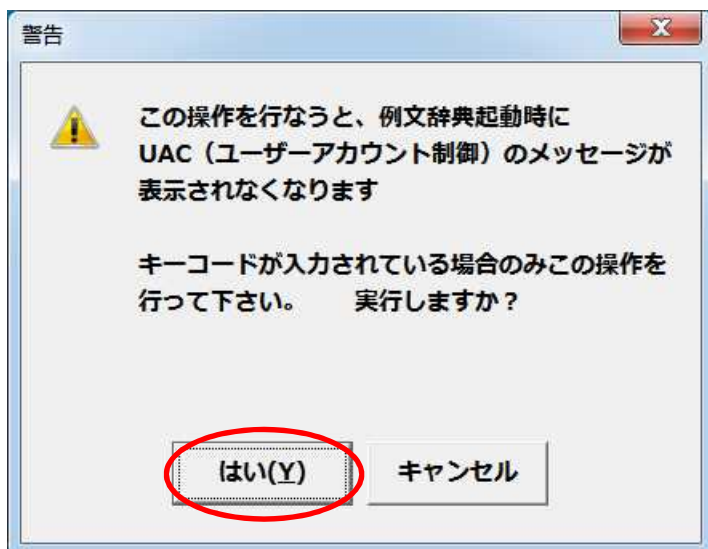 警告
この操作を行なうと、例文辞典起動時に
UAC（ユーザーアカウント制御）のメッセージが
表示されなくなります
キーコードが入力されている場合のみこの操作を
行って下さい。　　実行しますか？
はい(Y)　キャンセル